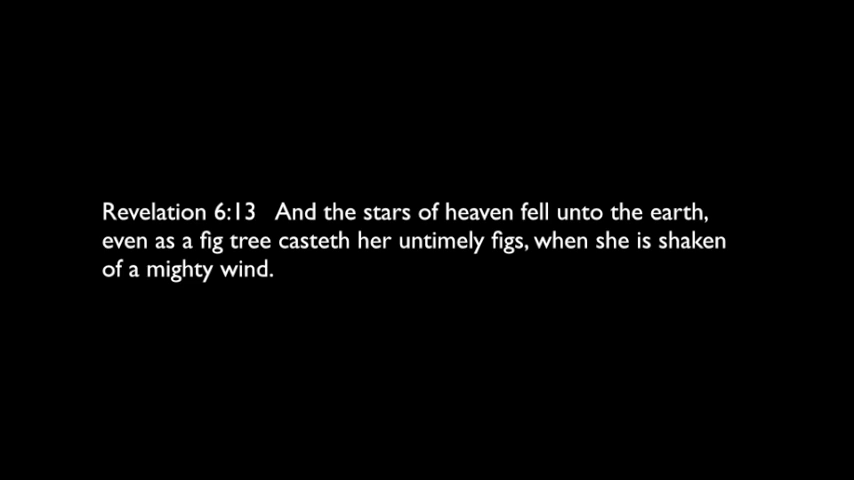 Revelation 6:13   And the stars of heaven fell unto the earth,
even as a fig tree casteth her untimely figs, when she is shaken
of a mighty wind.